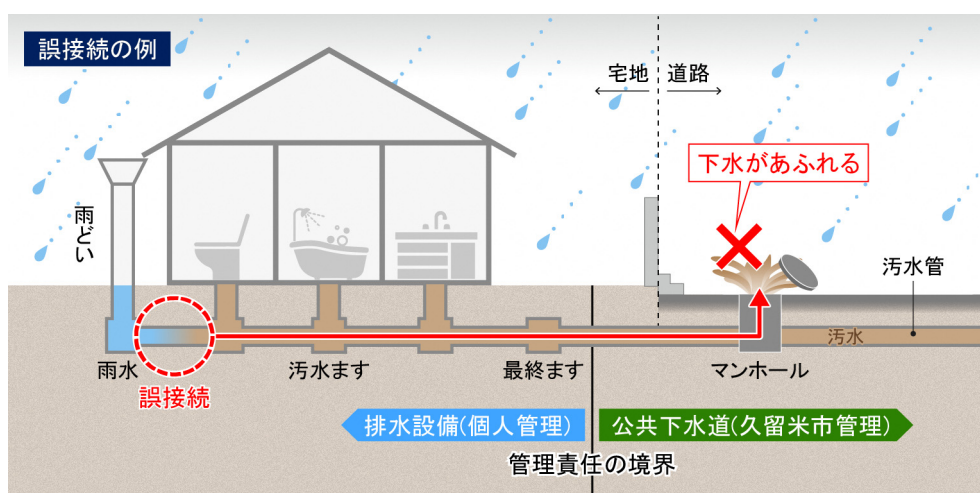 誤接続の例
宅地
道路
下水があふれる
雨どい
汚水管
汚水
雨水
汚水ます
最終ます
マンホール
誤接続
排水設備(個人管理)
公共下水道(久留米市管理)
管理責任の境界